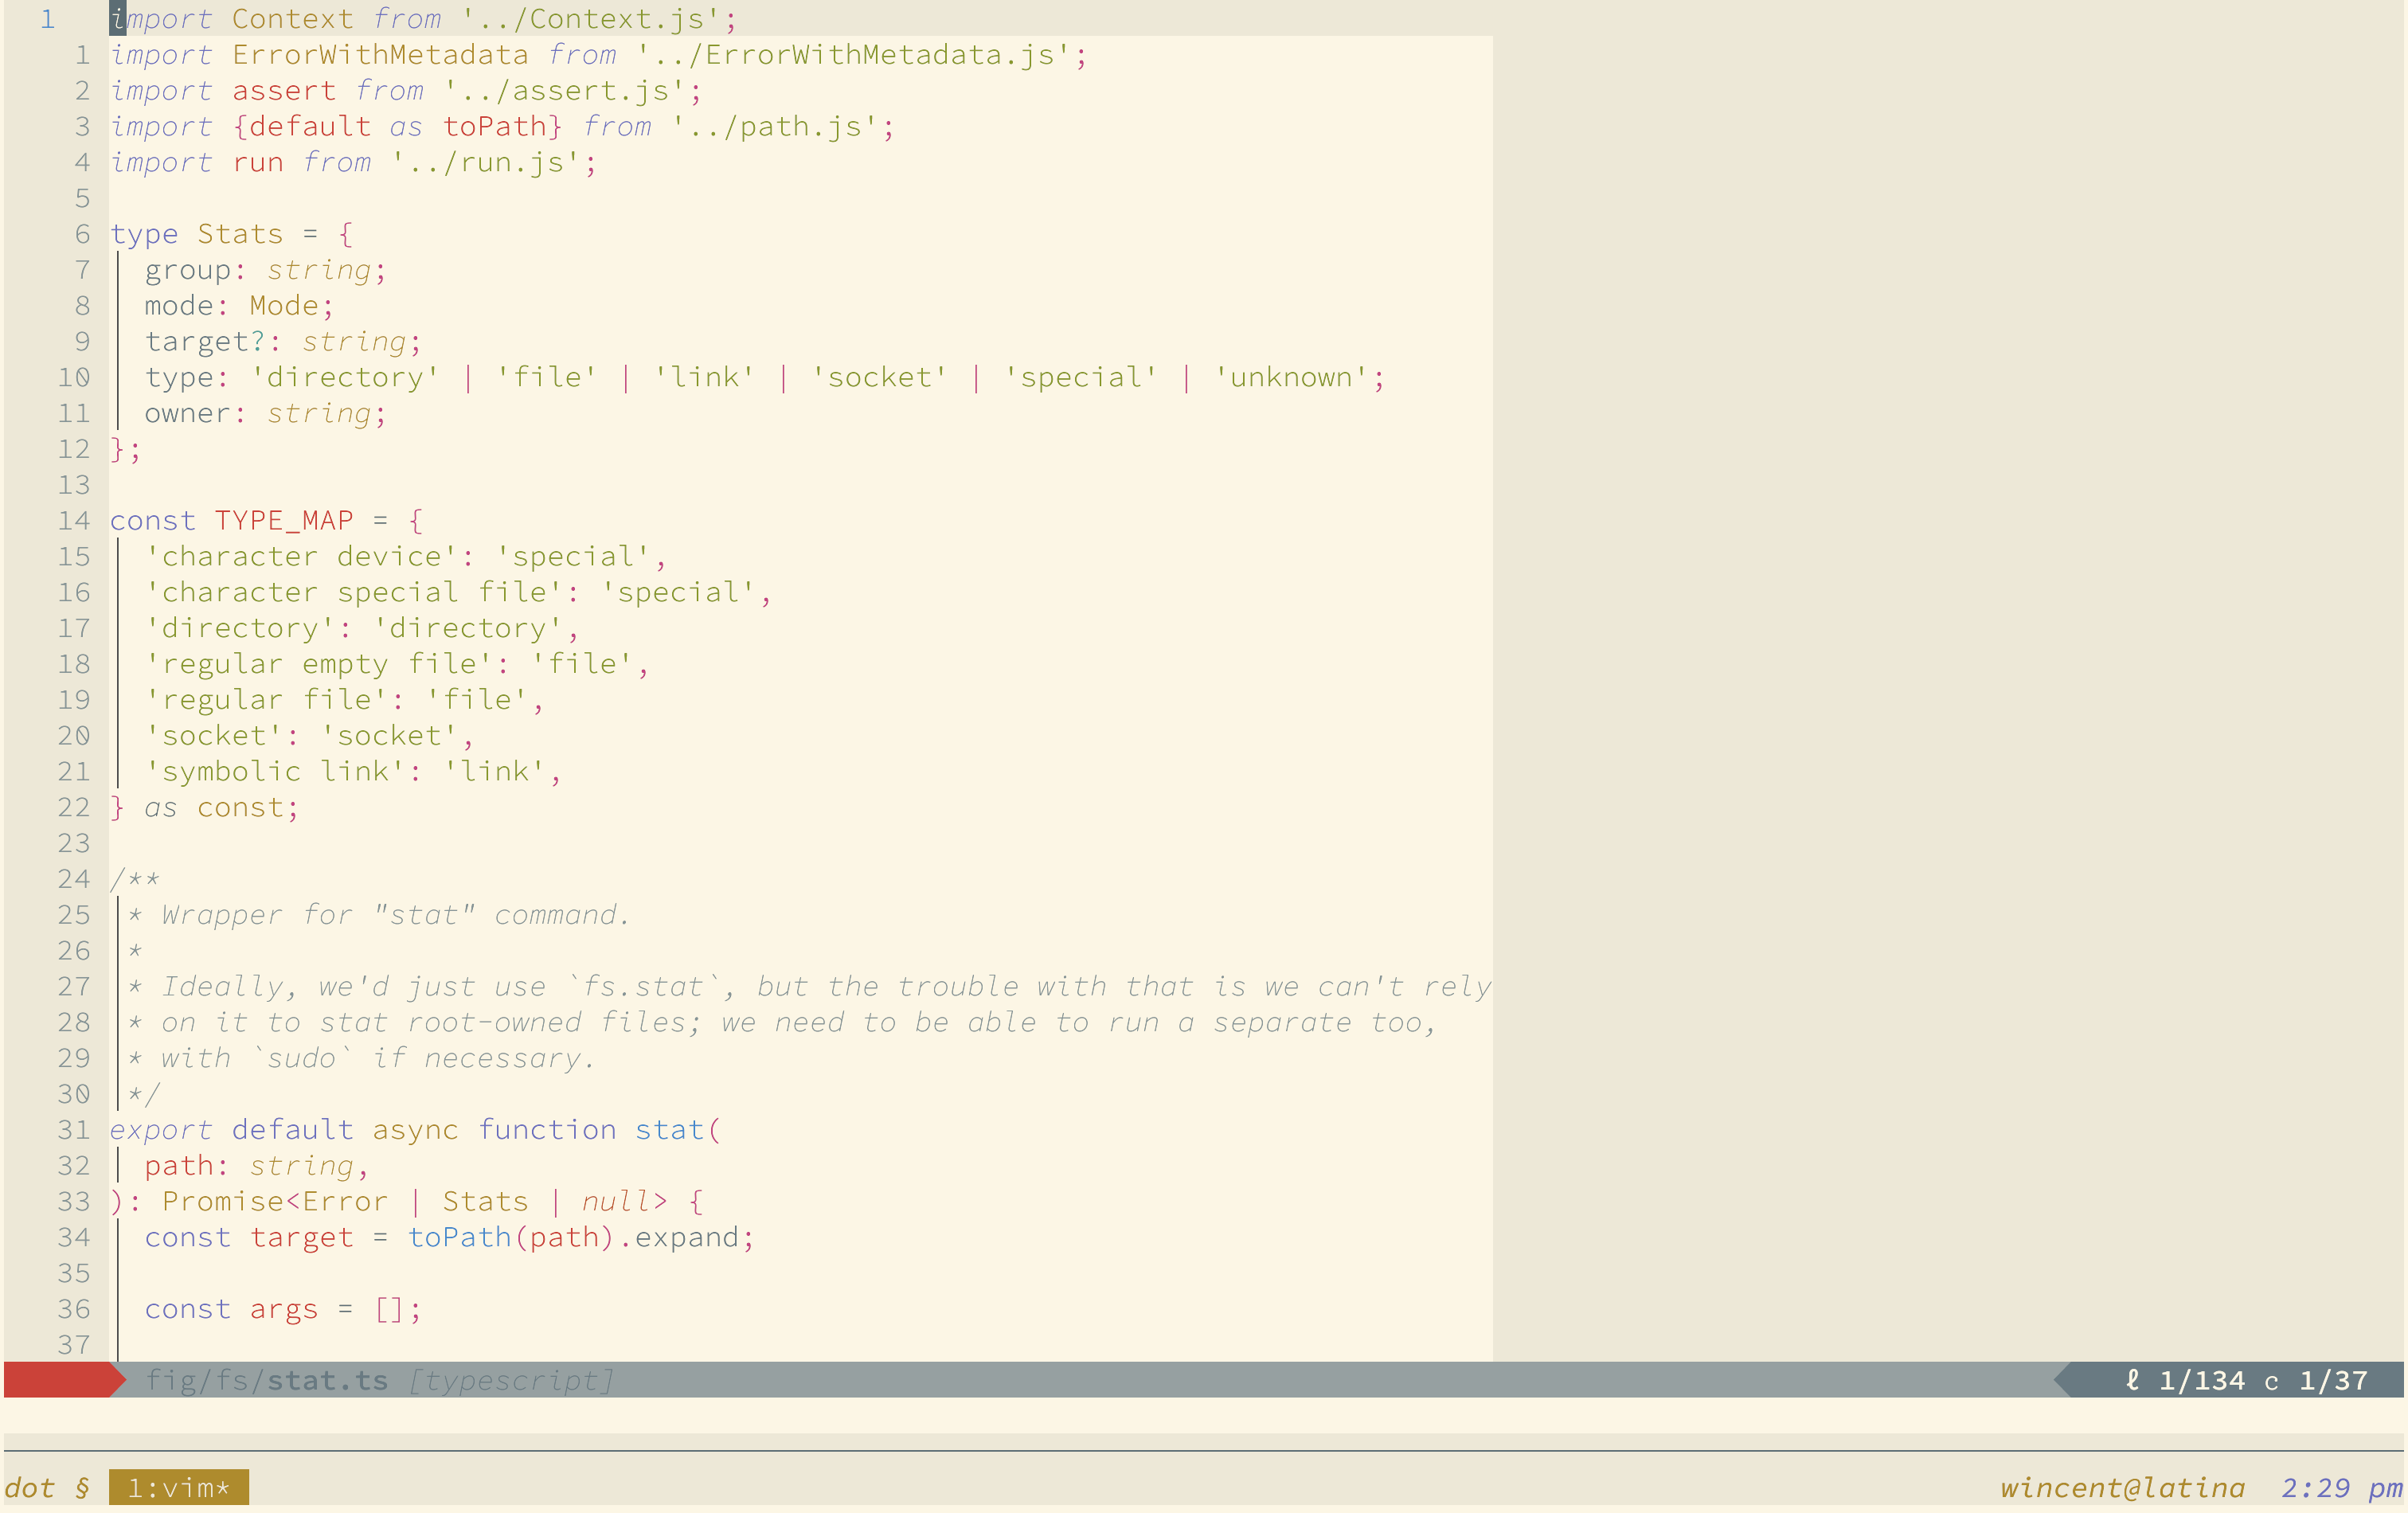 1 import Context from '../Context.js';
1 import ErrorWithMetadata from '../ErrorWithMetadata.js';
2 import assert from '../assert.js';
3 import {default as toPath} from '../path.js';
4 import run from '../run.js';
5
6 type Stats = {
7   group: string;
8   mode: Mode;
9   target?: string;
10   type: 'directory' | 'file' | 'link' | 'socket' | 'special' | 'unknown';
11   owner: string;
12 };
13
14 const TYPE_MAP = {
15   'character device': 'special',
16   'character special file': 'special',
17   'directory': 'directory',
18   'regular empty file': 'file',
19   'regular file': 'file',
20   'socket': 'socket',
21   'symbolic link': 'link',
22 } as const;
23
24 /**
25  * Wrapper for "stat" command.
26  *
27  * Ideally, we'd just use `fs.stat`, but the trouble with that is we can't rely
28  * on it to stat root-owned files; we need to be able to run a separate too,
29  * with `sudo` if necessary.
30  */
31 export default async function stat(
32   path: string,
33 ): Promise<Error | Stats | null> {
34   const target = toPath(path).expand;
35
36   const args = [];
37
fig/fs/stat.ts [typescript] ℓ 1/134 c 1/37
dot § 1:vim* wincent@latina 2:29 pm